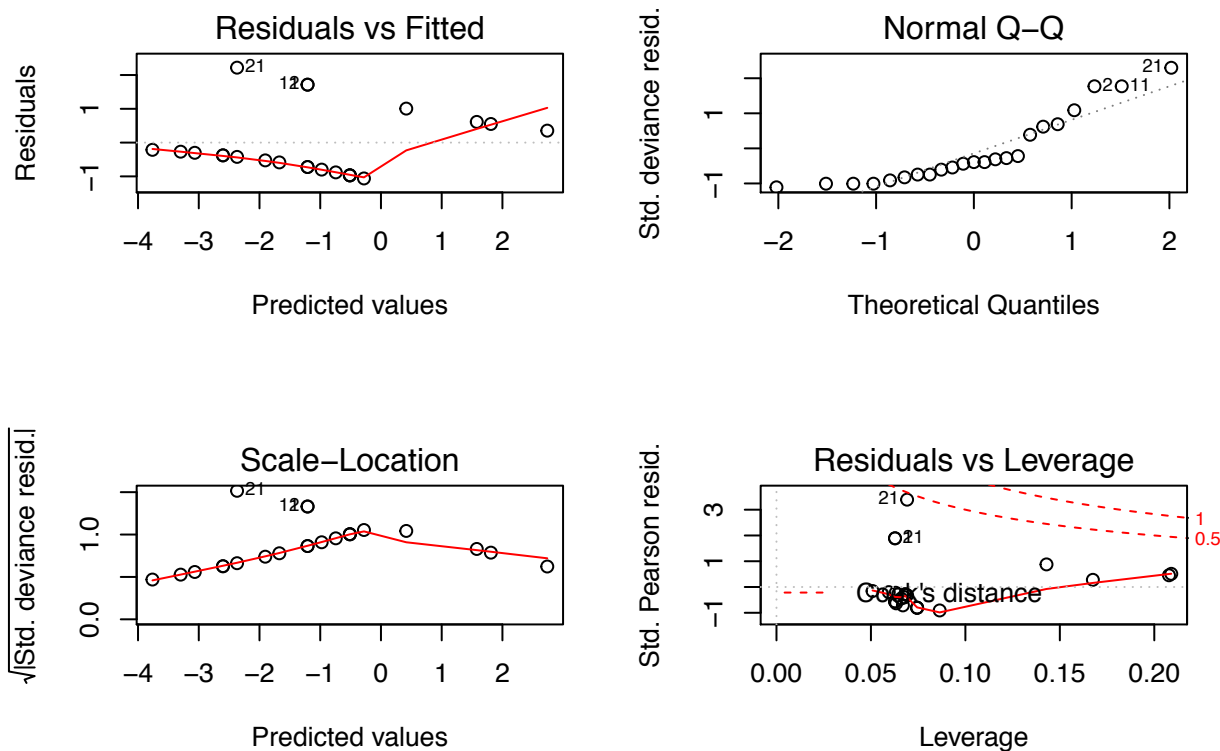 Residuals vs Fitted
Residuals
1
−1
21
−4 −3 −2 −1 0 1 2
Predicted values
Normal Q−Q
Std. deviance resid.
1
−1
21
2
11
−2 −1 0 1 2
Theoretical Quantiles
Scale−Location
√|Std. deviance resid.|
1.0
0.0
21
−4 −3 −2 −1 0 1 2
Predicted values
Residuals vs Leverage
Std. Pearson resid.
3
1
−1
21
1
0.5
's distance
0.00 0.05 0.10 0.15 0.20
Leverage